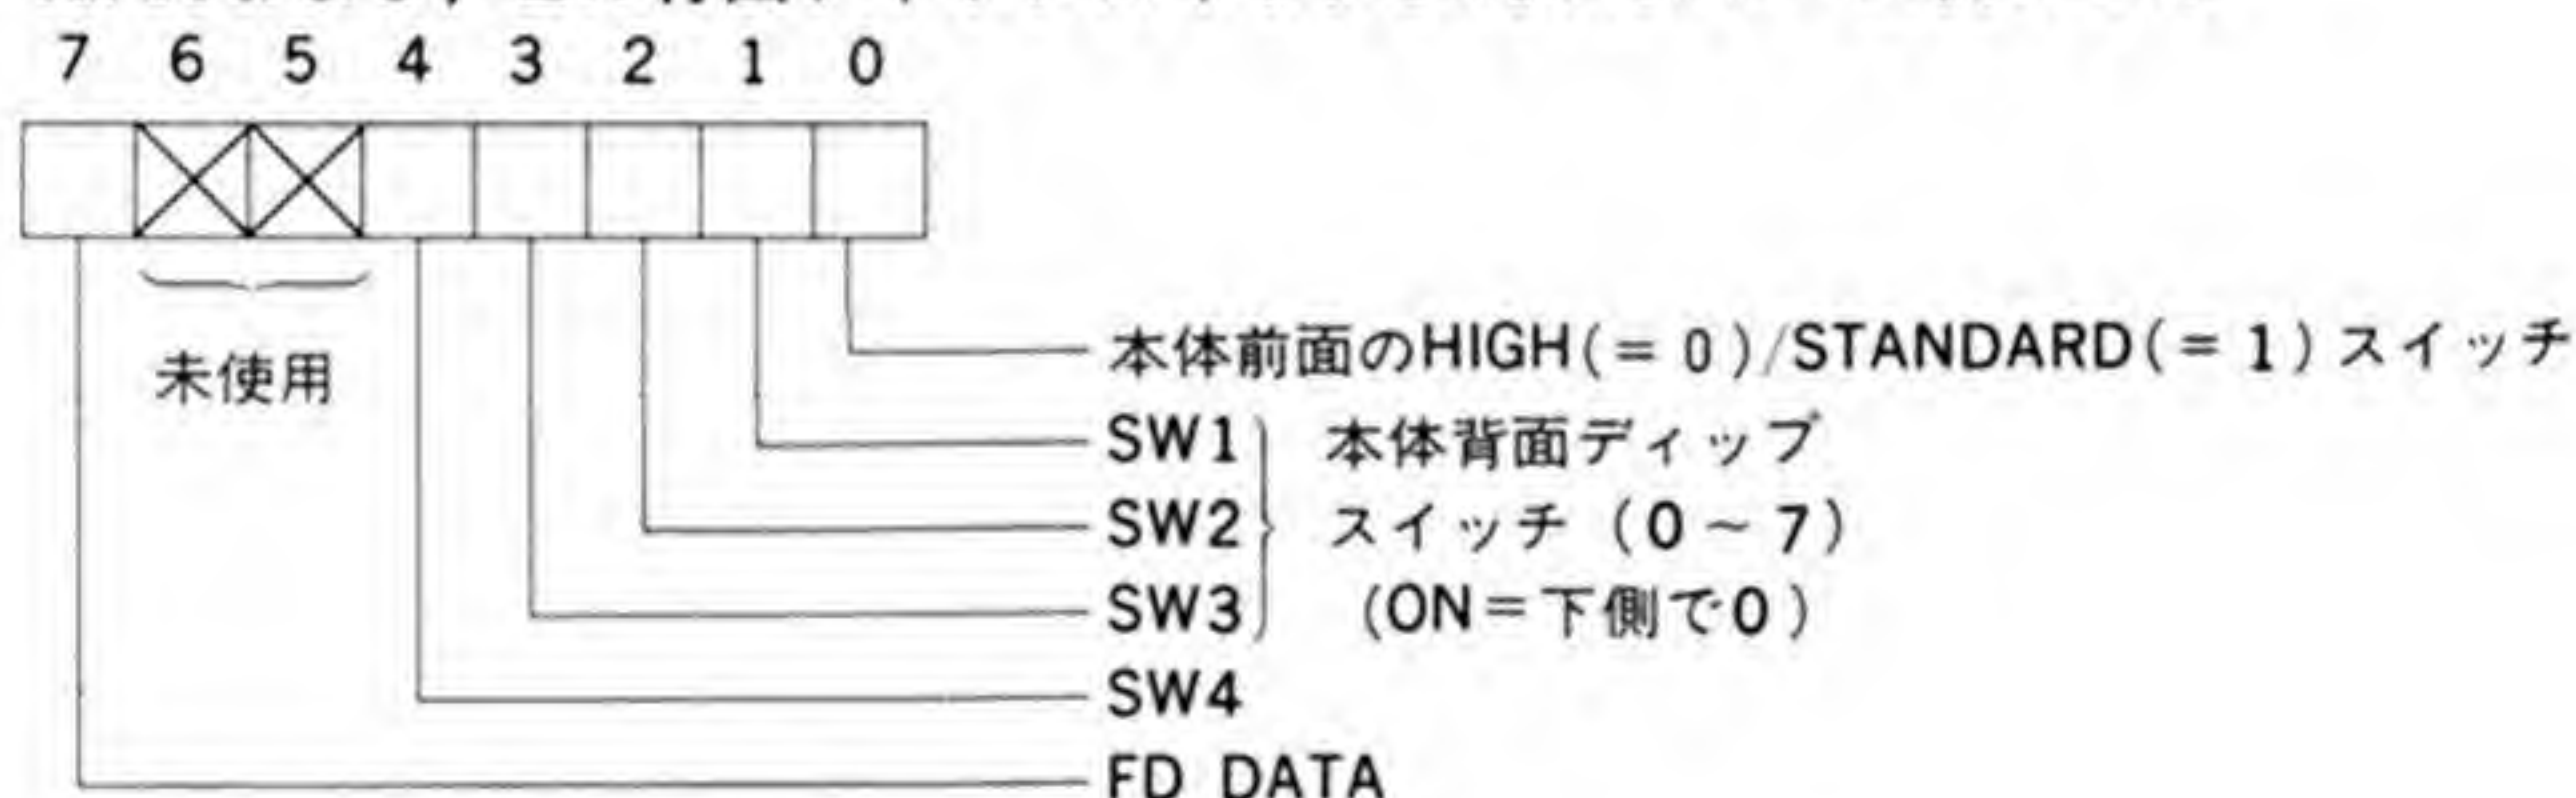 7 6 5 4 3 2 1 0
未使用
本体前面のHIGH(= 0)/STANDARD(= 1)スイッチ
SW1 本体背面ディップ
SW2 スイッチ (0~7)
SW3 (ON=下側で0)
SW4
FD DATA